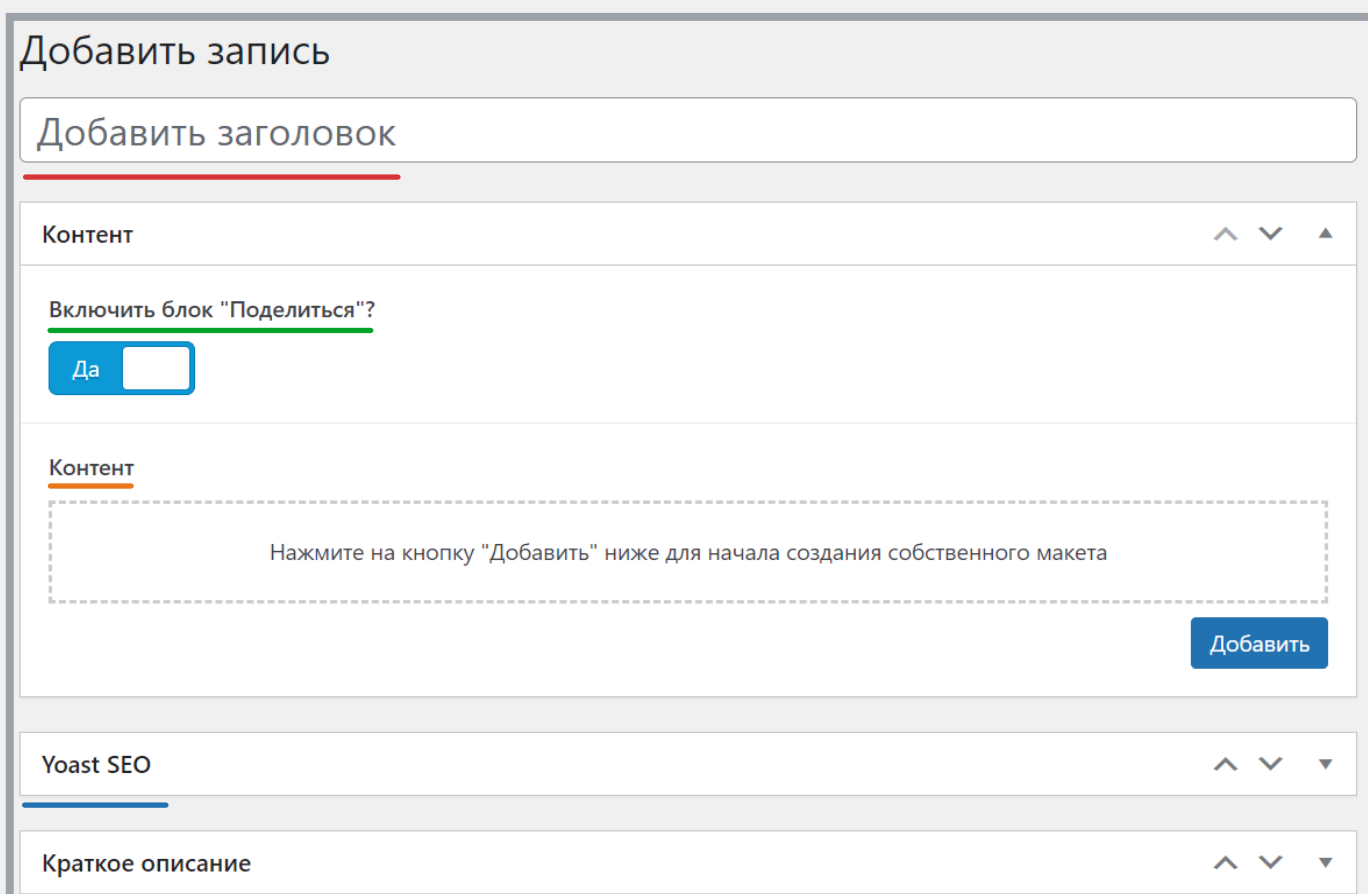 Добавить запись
Добавить заголовок
Контент
Включить блок "Поделиться"?
Да
Контент
Нажмите на кнопку "Добавить" ниже для начала создания собственного макета
Добавить
Yoast SEO
Краткое описание